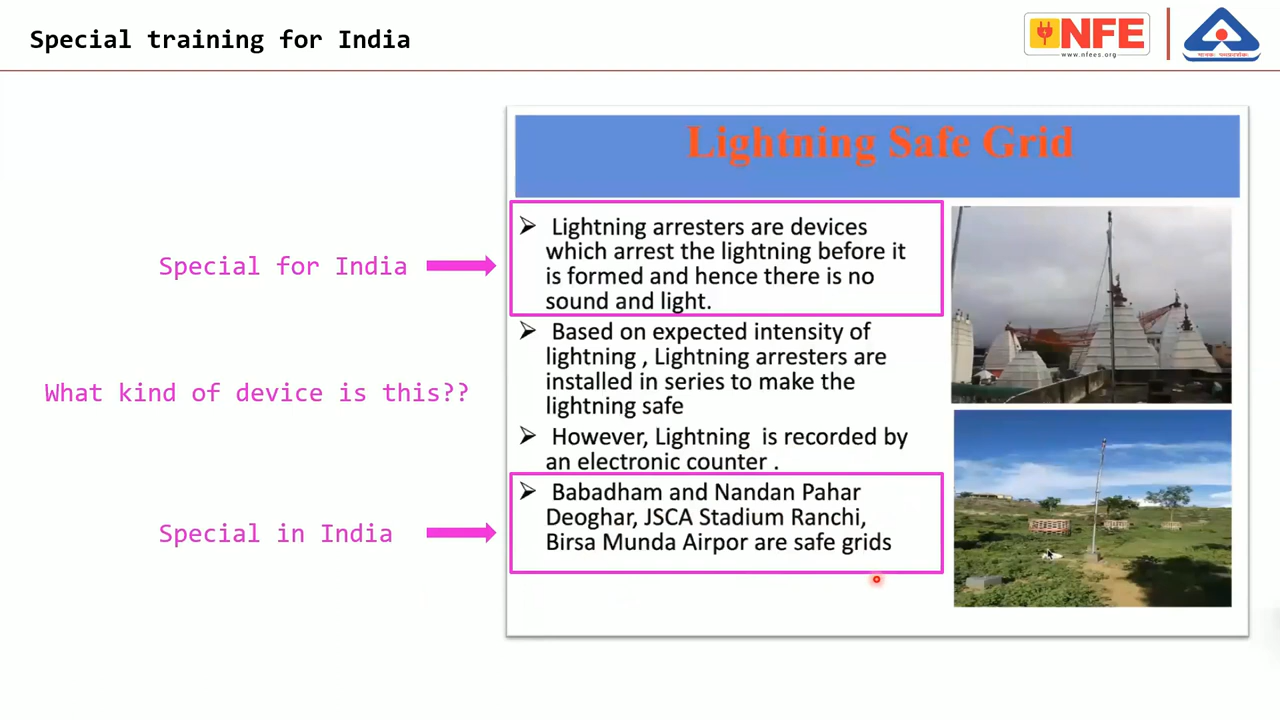 Special training for India
NFE
www.nfees.org
Lightning Safe Grid
Special for India
➢ Lightning arresters are devices
which arrest the lightning before it
is formed and hence there is no
sound and light.
What kind of device is this??
➢ Based on expected intensity of
lightning , Lightning arresters are
installed in series to make the
lightning safe
➢ However, Lightning is recorded by
an electronic counter .
Special in India
➢ Babadham and Nandan Pahar
Deoghar, JSCA Stadium Ranchi,
Birsa Munda Airpor are safe grids